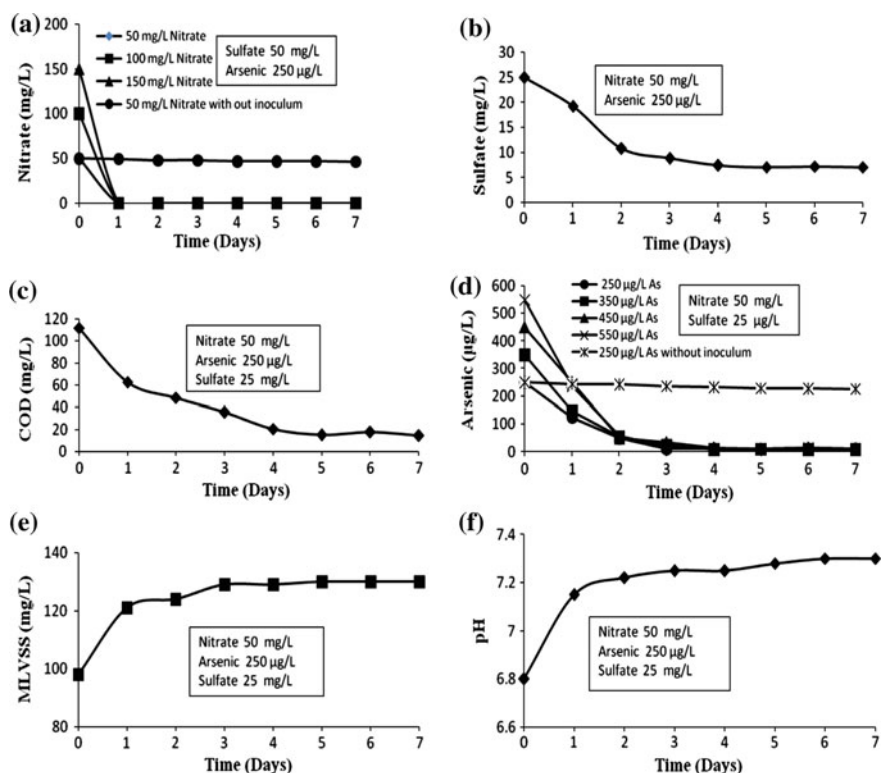 (a)
200
150
100
50
0
Nitrate (mg/L)
50 mg/L Nitrate
100 mg/L Nitrate
150 mg/L Nitrate
50 mg/L Nitrate with out inoculum
Sulfate 50 mg/L
Arsenic 250 µg/L
0 1 2 3 4 5 6 7
Time (Days)
(b)
30
25
20
15
10
5
0
Sulfate (mg/L)
Nitrate 50 mg/L
Arsenic 250 µg/L
0 1 2 3 4 5 6 7
Time (Days)
(c)
120
100
80
60
40
20
0
COD (mg/L)
Nitrate 50 mg/L
Arsenic 250 µg/L
Sulfate 25 mg/L
0 1 2 3 4 5 6 7
Time (Days)
(d)
600
500
400
300
200
100
0
Arsenic (µg/L)
250 µg/L As
350 µg/L As
450 µg/L As
550 µg/L As
250 µg/L As without inoculum
Nitrate 50 mg/L
Sulfate 25 µg/L
0 1 2 3 4 5 6 7
Time (Days)
(e)
140
120
100
80
MLVSS (mg/L)
Nitrate 50 mg/L
Arsenic 250 µg/L
Sulfate 25 mg/L
0 1 2 3 4 5 6 7
Time (Days)
(f)
7.4
7.2
7
6.8
6.6
pH
Nitrate 50 mg/L
Arsenic 250 µg/L
Sulfate 25 mg/L
0 1 2 3 4 5 6 7
Time (Days)